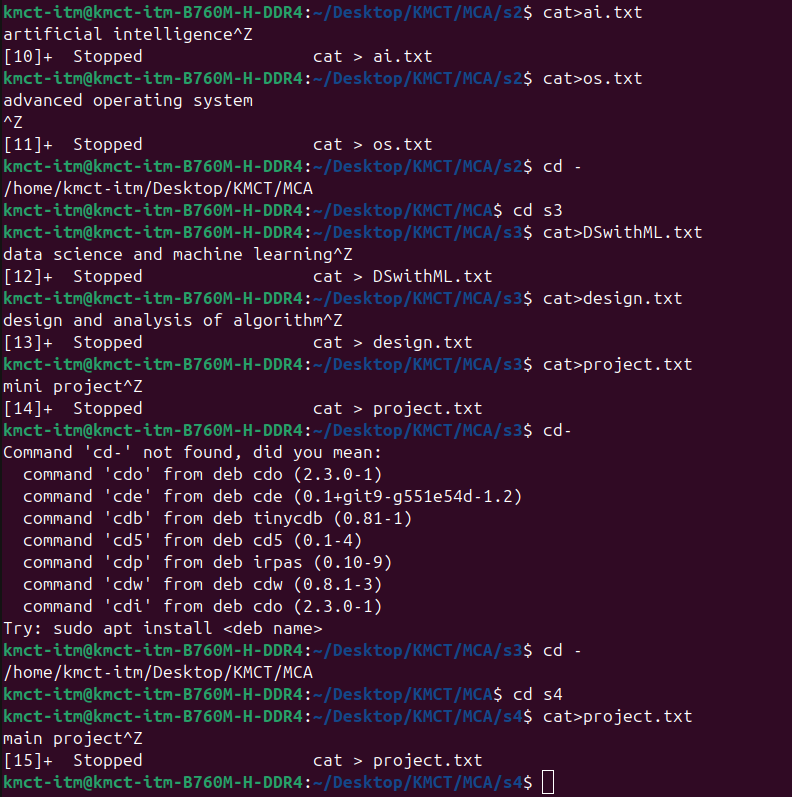 kmct-itm@kmct-itm-B760M-H-DDR4:~/Desktop/KMCT/MCA/s2$ cat>ai.txt
artificial intelligence^Z
[10]+  Stopped                 cat > ai.txt
kmct-itm@kmct-itm-B760M-H-DDR4:~/Desktop/KMCT/MCA/s2$ cat>os.txt
advanced operating system
^Z
[11]+  Stopped                 cat > os.txt
kmct-itm@kmct-itm-B760M-H-DDR4:~/Desktop/KMCT/MCA/s2$ cd -
/home/kmct-itm/Desktop/KMCT/MCA
kmct-itm@kmct-itm-B760M-H-DDR4:~/Desktop/KMCT/MCA$ cd s3
kmct-itm@kmct-itm-B760M-H-DDR4:~/Desktop/KMCT/MCA/s3$ cat>DSwithML.txt
data science and machine learning^Z
[12]+  Stopped                 cat > DSwithML.txt
kmct-itm@kmct-itm-B760M-H-DDR4:~/Desktop/KMCT/MCA/s3$ cat>design.txt
design and analysis of algorithm^Z
[13]+  Stopped                 cat > design.txt
kmct-itm@kmct-itm-B760M-H-DDR4:~/Desktop/KMCT/MCA/s3$ cat>project.txt
mini project^Z
[14]+  Stopped                 cat > project.txt
kmct-itm@kmct-itm-B760M-H-DDR4:~/Desktop/KMCT/MCA/s3$ cd-
Command 'cd-' not found, did you mean:
  command 'cdo' from deb cdo (2.3.0-1)
  command 'cde' from deb cde (0.1+git9-g551e54d-1.2)
  command 'cdb' from deb tinycdb (0.81-1)
  command 'cd5' from deb cd5 (0.1-4)
  command 'cdp' from deb irpas (0.10-9)
  command 'cdw' from deb cdw (0.8.1-3)
  command 'cdi' from deb cdo (2.3.0-1)
Try: sudo apt install <deb name>
kmct-itm@kmct-itm-B760M-H-DDR4:~/Desktop/KMCT/MCA/s3$ cd -
/home/kmct-itm/Desktop/KMCT/MCA
kmct-itm@kmct-itm-B760M-H-DDR4:~/Desktop/KMCT/MCA$ cd s4
kmct-itm@kmct-itm-B760M-H-DDR4:~/Desktop/KMCT/MCA/s4$ cat>project.txt
main project^Z
[15]+  Stopped                 cat > project.txt
kmct-itm@kmct-itm-B760M-H-DDR4:~/Desktop/KMCT/MCA/s4$